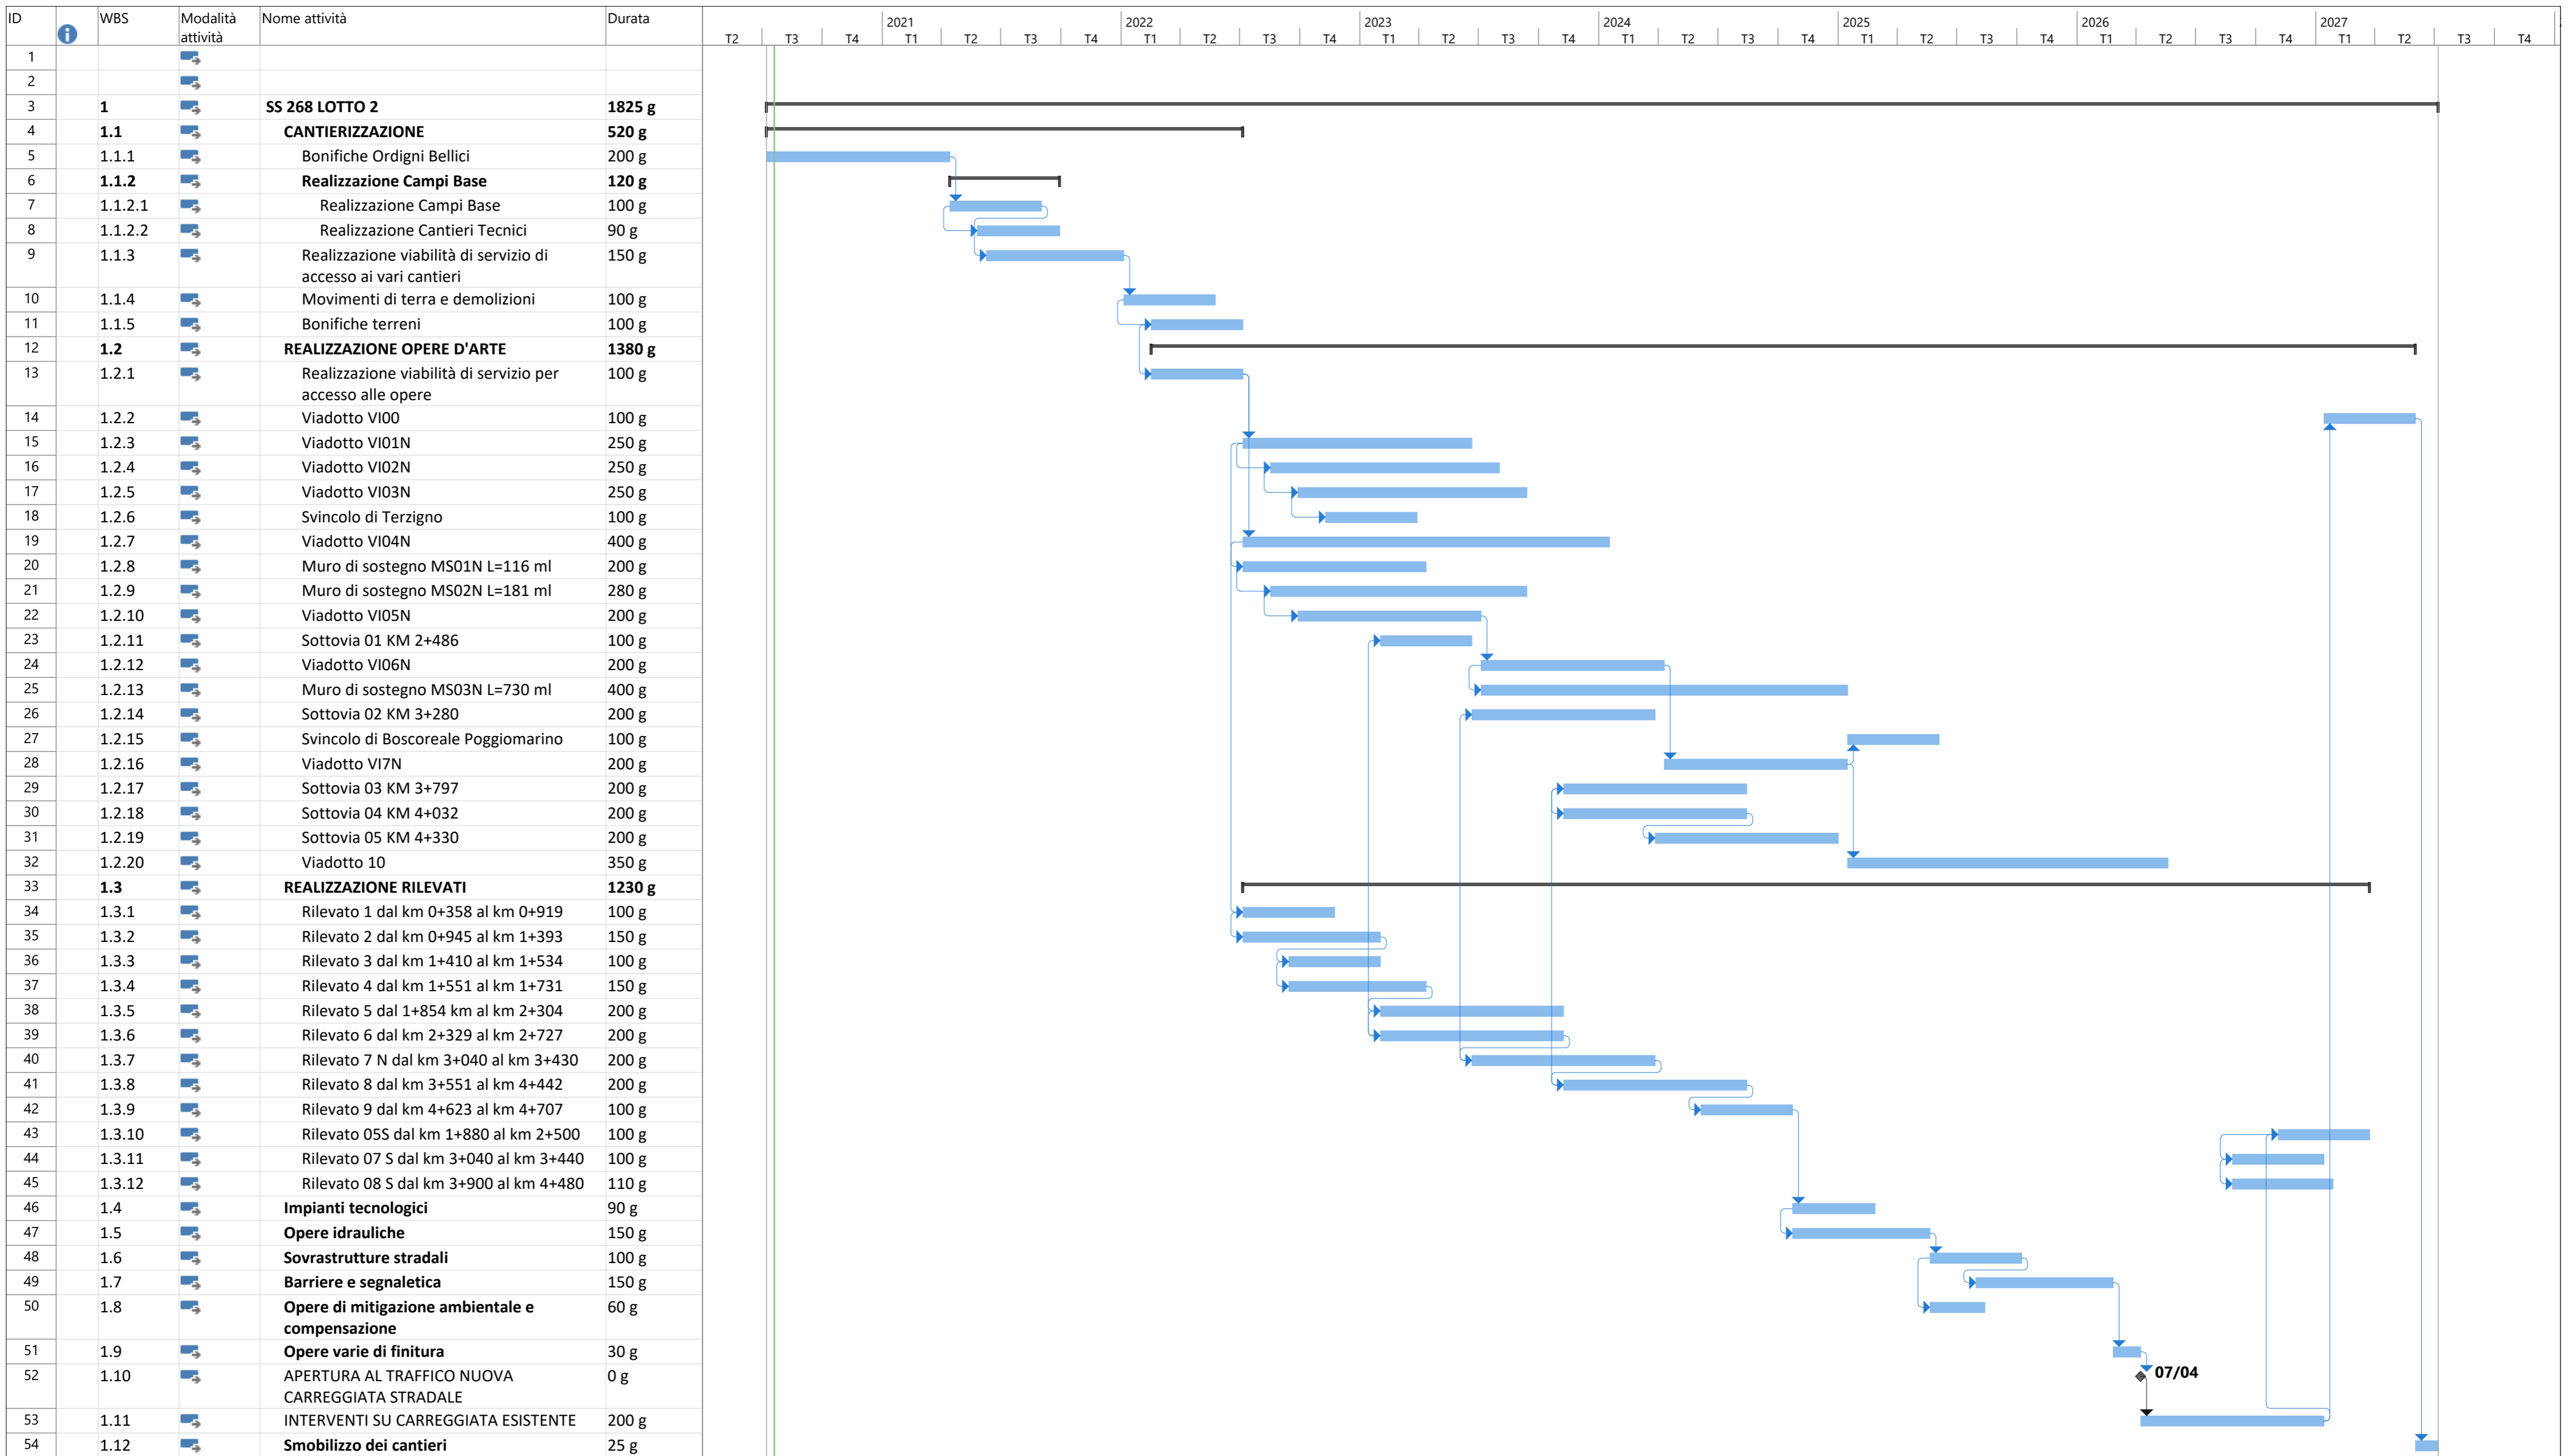 ID WBS Modalità attività Nome attività Durata
2021 2022 2023 2024 2025 2026 2027
T2 T3 T4 T1 T2 T3 T4 T1 T2 T3 T4 T1 T2 T3 T4 T1 T2 T3 T4 T1 T2 T3 T4 T1 T2 T3 T4 T1 T2 T3 T4
1
2
3 1 SS 268 LOTTO 2 1825 g
4 1.1 CANTIERIZZAZIONE 520 g
5 1.1.1 Bonifiche Ordigni Bellici 200 g
6 1.1.2 Realizzazione Campi Base 120 g
7 1.1.2.1 Realizzazione Campi Base 100 g
8 1.1.2.2 Realizzazione Cantieri Tecnici 90 g
9 1.1.3 Realizzazione viabilità di servizio di 150 g
accesso ai vari cantieri
10 1.1.4 Movimenti di terra e demolizioni 100 g
11 1.1.5 Bonifiche terreni 100 g
12 1.2 REALIZZAZIONE OPERE D'ARTE 1380 g
13 1.2.1 Realizzazione viabilità di servizio per 100 g
accesso alle opere
14 1.2.2 Viadotto VI00 100 g
15 1.2.3 Viadotto VI01N 250 g
16 1.2.4 Viadotto VI02N 250 g
17 1.2.5 Viadotto VI03N 250 g
18 1.2.6 Svincolo di Terzigno 100 g
19 1.2.7 Viadotto VI04N 400 g
20 1.2.8 Muro di sostegno MS01N L=116 ml 200 g
21 1.2.9 Muro di sostegno MS02N L=181 ml 280 g
22 1.2.10 Viadotto VI05N 200 g
23 1.2.11 Sottovia 01 KM 2+486 100 g
24 1.2.12 Viadotto VI06N 200 g
25 1.2.13 Muro di sostegno MS03N L=730 ml 400 g
26 1.2.14 Sottovia 02 KM 3+280 200 g
27 1.2.15 Svincolo di Boscoreale Poggiomarino 100 g
28 1.2.16 Viadotto VI7N 200 g
29 1.2.17 Sottovia 03 KM 3+797 200 g
30 1.2.18 Sottovia 04 KM 4+032 200 g
31 1.2.19 Sottovia 05 KM 4+330 200 g
32 1.2.20 Viadotto 10 350 g
33 1.3 REALIZZAZIONE RILEVATI 1230 g
34 1.3.1 Rilevato 1 dal km 0+358 al km 0+919 100 g
35 1.3.2 Rilevato 2 dal km 0+945 al km 1+393 150 g
36 1.3.3 Rilevato 3 dal km 1+410 al km 1+534 100 g
37 1.3.4 Rilevato 4 dal km 1+551 al km 1+731 150 g
38 1.3.5 Rilevato 5 dal 1+854 km al km 2+304 200 g
39 1.3.6 Rilevato 6 dal km 2+329 al km 2+727 200 g
40 1.3.7 Rilevato 7 N dal km 3+040 al km 3+430 200 g
41 1.3.8 Rilevato 8 dal km 3+551 al km 4+442 200 g
42 1.3.9 Rilevato 9 dal km 4+623 al km 4+707 100 g
43 1.3.10 Rilevato 05S dal km 1+880 al km 2+500 100 g
44 1.3.11 Rilevato 07 S dal km 3+040 al km 3+440 100 g
45 1.3.12 Rilevato 08 S dal km 3+900 al km 4+480 110 g
46 1.4 Impianti tecnologici 90 g
47 1.5 Opere idrauliche 150 g
48 1.6 Sovrastrutture stradali 100 g
49 1.7 Barriere e segnaletica 150 g
50 1.8 Opere di mitigazione ambientale e 60 g
compensazione
51 1.9 Opere varie di finitura 30 g
52 1.10 APERTURA AL TRAFFICO NUOVA 0 g 07/04
CARREGGIATA STRADALE
53 1.11 INTERVENTI SU CARREGGIATA ESISTENTE 200 g
54 1.12 Smobilizzo dei cantieri 25 g